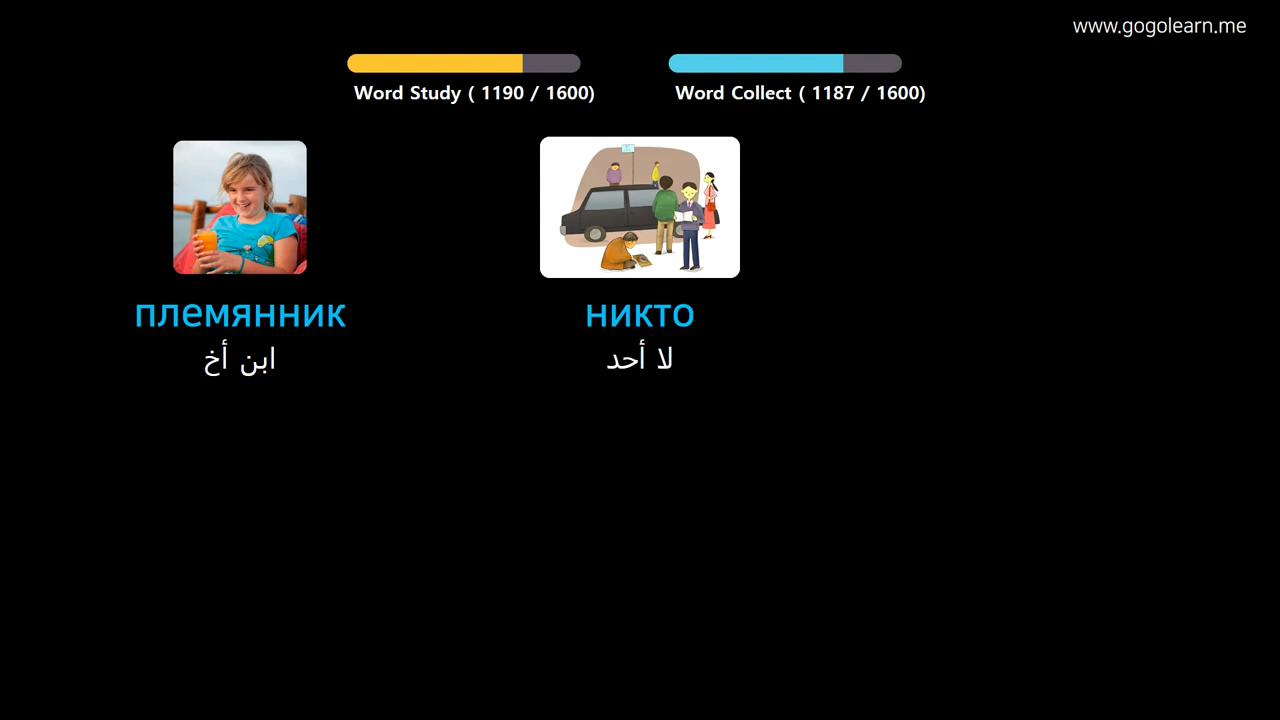 www.gogolearn.me
Word Study ( 1190 / 1600)
Word Collect ( 1187 / 1600)
племянник
ابن أخ
никто
لا أحد